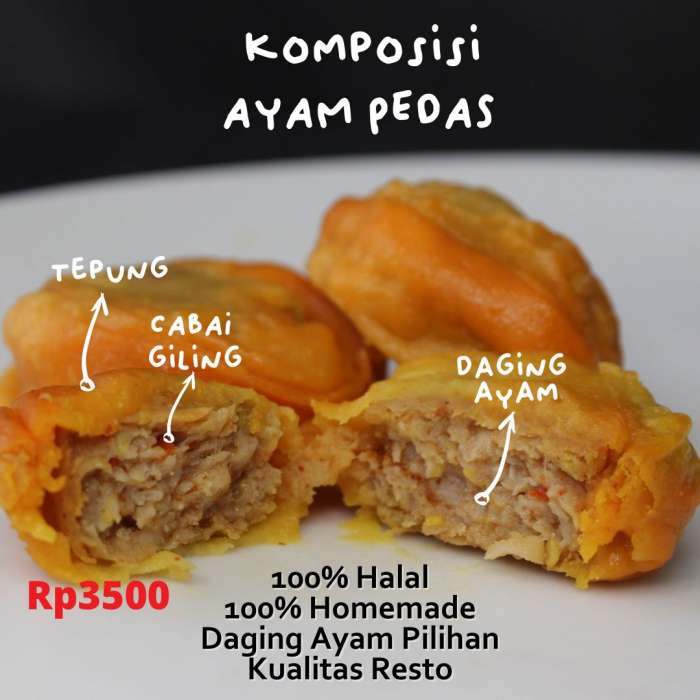 KOMPOSISI
AYAM PEDAS
TEPUNG
CABAI
GILING
DAGING
AYAM
Rp3500
100% Halal
100% Homemade
Daging Ayam Pilihan
Kualitas Resto